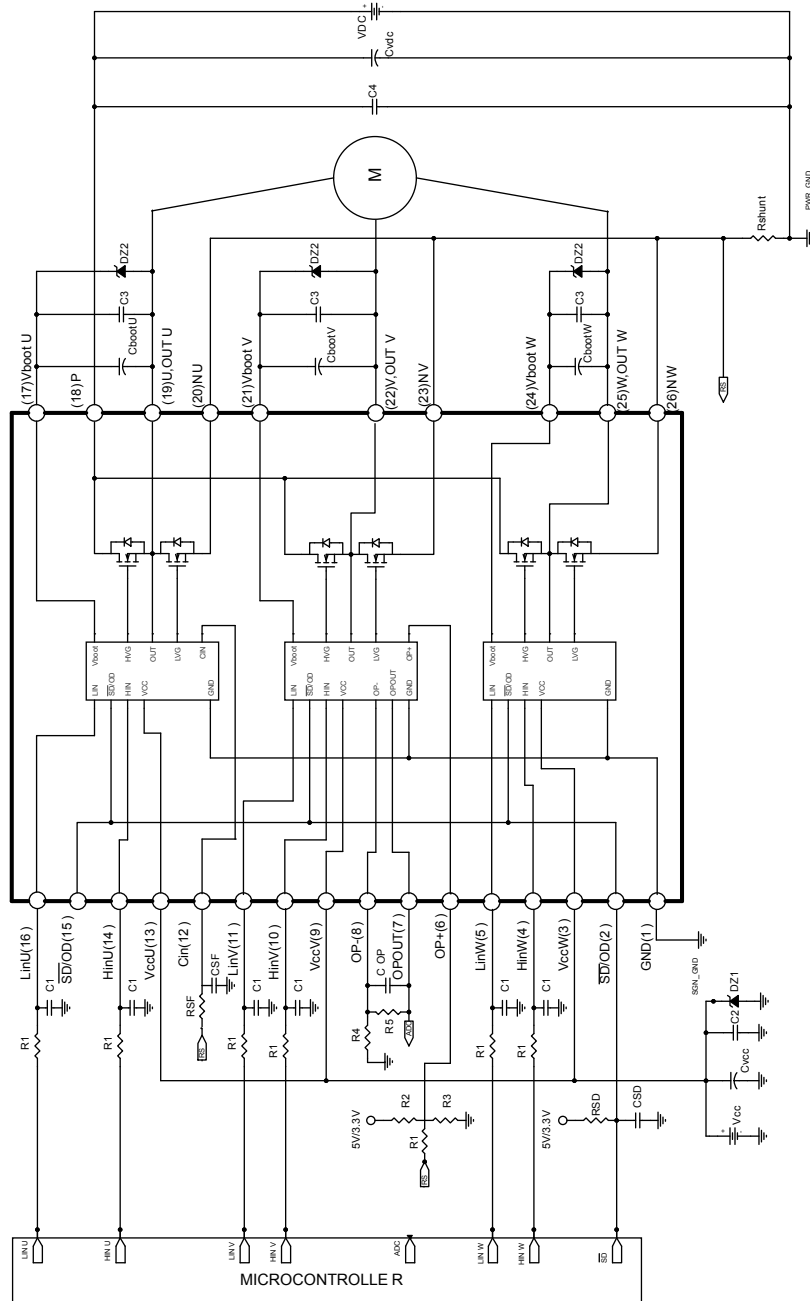 VDC
+
Cvdc
C4
M
Rshunt
PWR_GND
DZ2
C3
CbootU
DZ2
C3
CbootV
DZ2
C3
CbootW
RS
(17)Vboot U
(18)P
(19)U,OUT U
(20)NU
(21)Vboot V
(22)V,OUT V
(23)NV
(24)Vboot W
(25)W,OUT W
(26)NW
Vboot
HVG
OUT
LVG
CIN
LIN
SD/OD
HIN
VCC
GND
Vboot
HVG
OUT
LVG
OP+
LIN
SD/OD
HIN
VCC
OP-
OPOUT
GND
Vboot
HVG
OUT
LVG
LIN
SD/OD
HIN
VCC
GND
LinU(16)
SD/OD(15)
HinU(14)
VccU(13)
Cin(12)
LinV(11)
HinV(10)
VccV(9)
OP-(8)
OPOUT(7)
OP+(6)
LinW(5)
HinW(4)
VccW(3)
SD/OD(2)
GND(1)
R1
C1
R1
C1
RSF
CSF
RS
R1
C1
R1
C1
R4
R5
C OP
ADC
R1
C1
R1
C1
SGN_GND
5V/3.3V
R2
R3
R1
RS
5V/3.3V
RSD
CSD
+
Vcc
Cvcc
C2
DZ1
LIN U
HIN U
LIN V
HIN V
ADC
LIN W
HIN W
SD
MICROCONTROLLE R